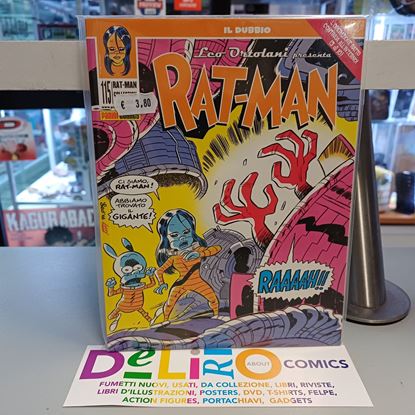 IL DUBBIO
Leo Ortolani presenta
RAT-MAN
115
RAT-MAN
€ 3,80
CI SIAMO,
RAT-MAN!
ABBIAMO
TROVATO
IL
GIGANTE!
RAAAAH!!
KAGURABA
DeLiRIO
ABOUT
COMICS
FUMETTI NUOVI, USATI, DA COLLEZIONE, LIBRI, RIVISTE,
LIBRI D'ILLUSTRAZIONI, POSTERS, DVD, T-SHIRTS, FELPE,
ACTION FIGURES, PORTACHIAVI, GADGETS